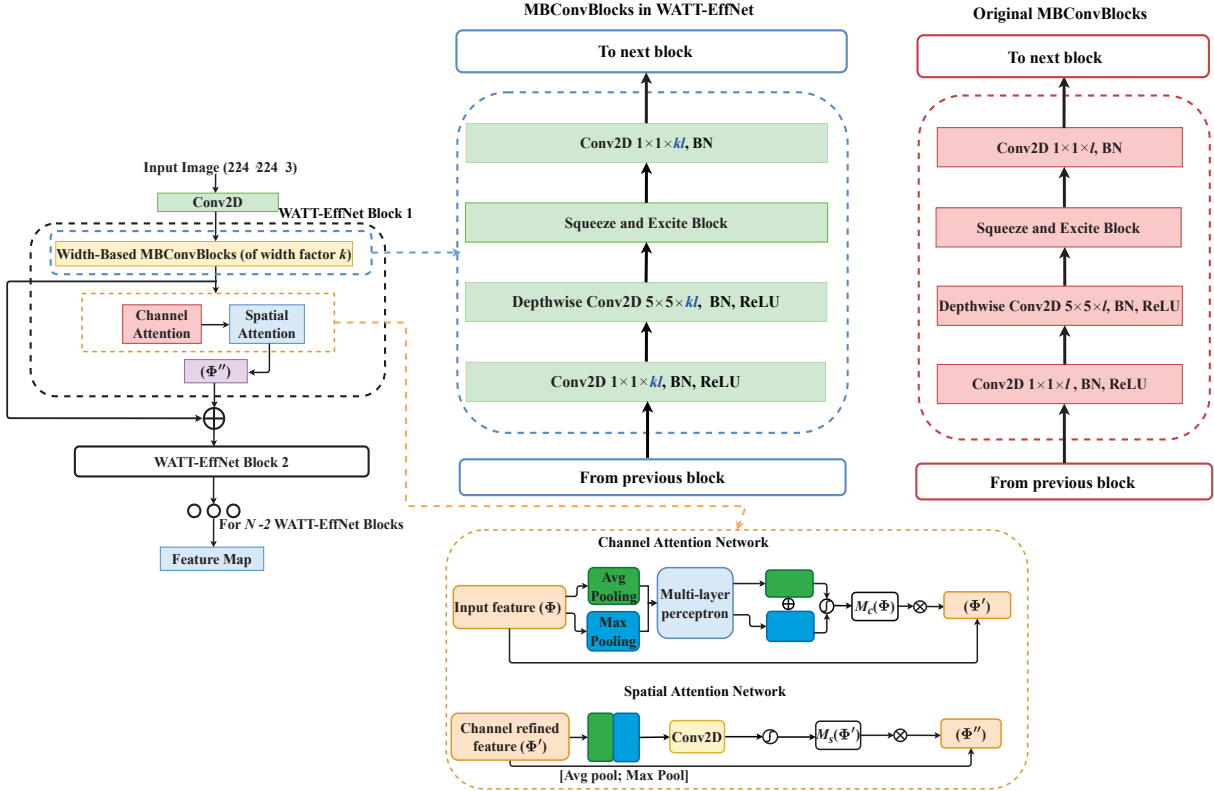 MBConvBlocks in WATT-EffNet
To next block
Conv2D 1×1×kl, BN
Squeeze and Excite Block
Depthwise Conv2D 5×5×kl, BN, ReLU
Conv2D 1×1×kl, BN, ReLU
From previous block
Original MBConvBlocks
To next block
Conv2D 1×1×l, BN
Squeeze and Excite Block
Depthwise Conv2D 5×5×l, BN, ReLU
Conv2D 1×1×l , BN, ReLU
From previous block
Input Image (224 224 3)
Conv2D
WATT-EffNet Block 1
Width-Based MBConvBlocks (of width factor k)
Channel
Attention
Spatial
Attention
(Φ′′)
WATT-EffNet Block 2
For N -2 WATT-EffNet Blocks
Feature Map
Channel Attention Network
Input feature (Φ)
Avg
Pooling
Max
Pooling
Multi-layer
perceptron
Mc(Φ)
(Φ′)
Spatial Attention Network
Channel refined
feature (Φ′)
[Avg pool; Max Pool]
Conv2D
Ms(Φ′)
(Φ′′)